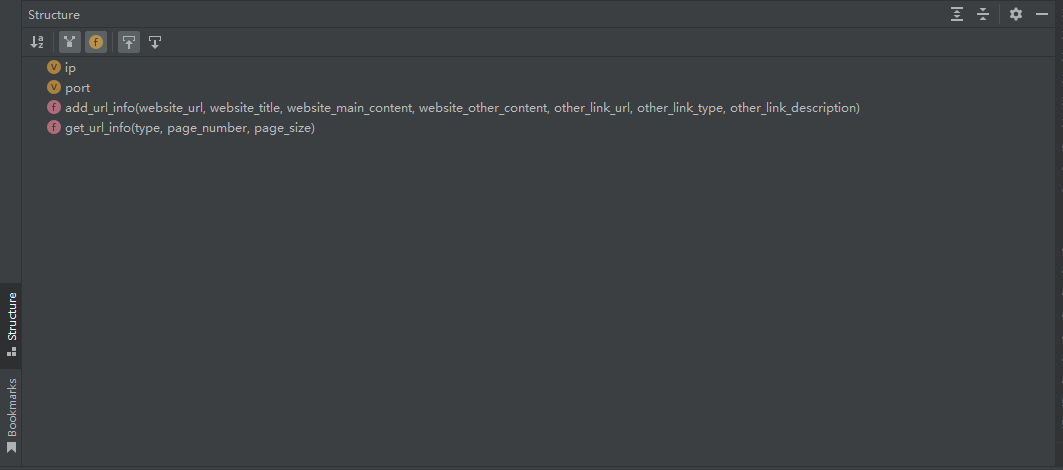 Structure
ip
port
add_url_info(website_url, website_title, website_main_content, website_other_content, other_link_url, other_link_type, other_link_description)
get_url_info(type, page_number, page_size)
Structure
Bookmarks